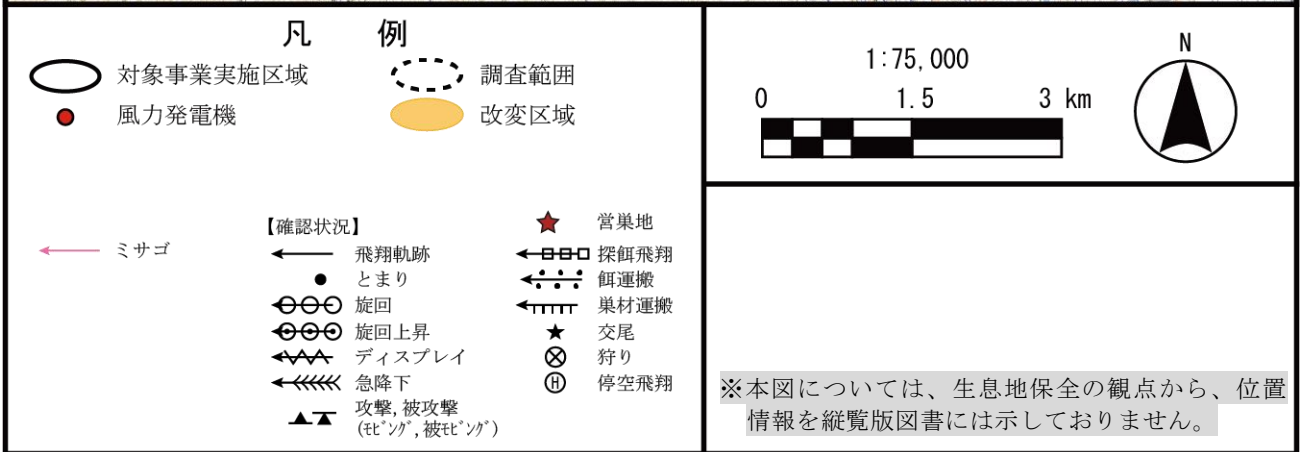 凡　例
対象事業実施区域
調査範囲
風力発電機
改変区域
ミサゴ
【確認状況】
飛翔軌跡
とまり
旋回
旋回上昇
ディスプレイ
急降下
攻撃,被攻撃
(ﾓﾋﾞﾝｸﾞ,被ﾓﾋﾞﾝｸﾞ)
営巣地
探餌飛翔
餌運搬
巣材運搬
交尾
狩り
H 停空飛翔
1:75,000
0 1.5 3 km
N
※本図については、生息地保全の観点から、位置
情報を縦覧版図書には示しておりません。